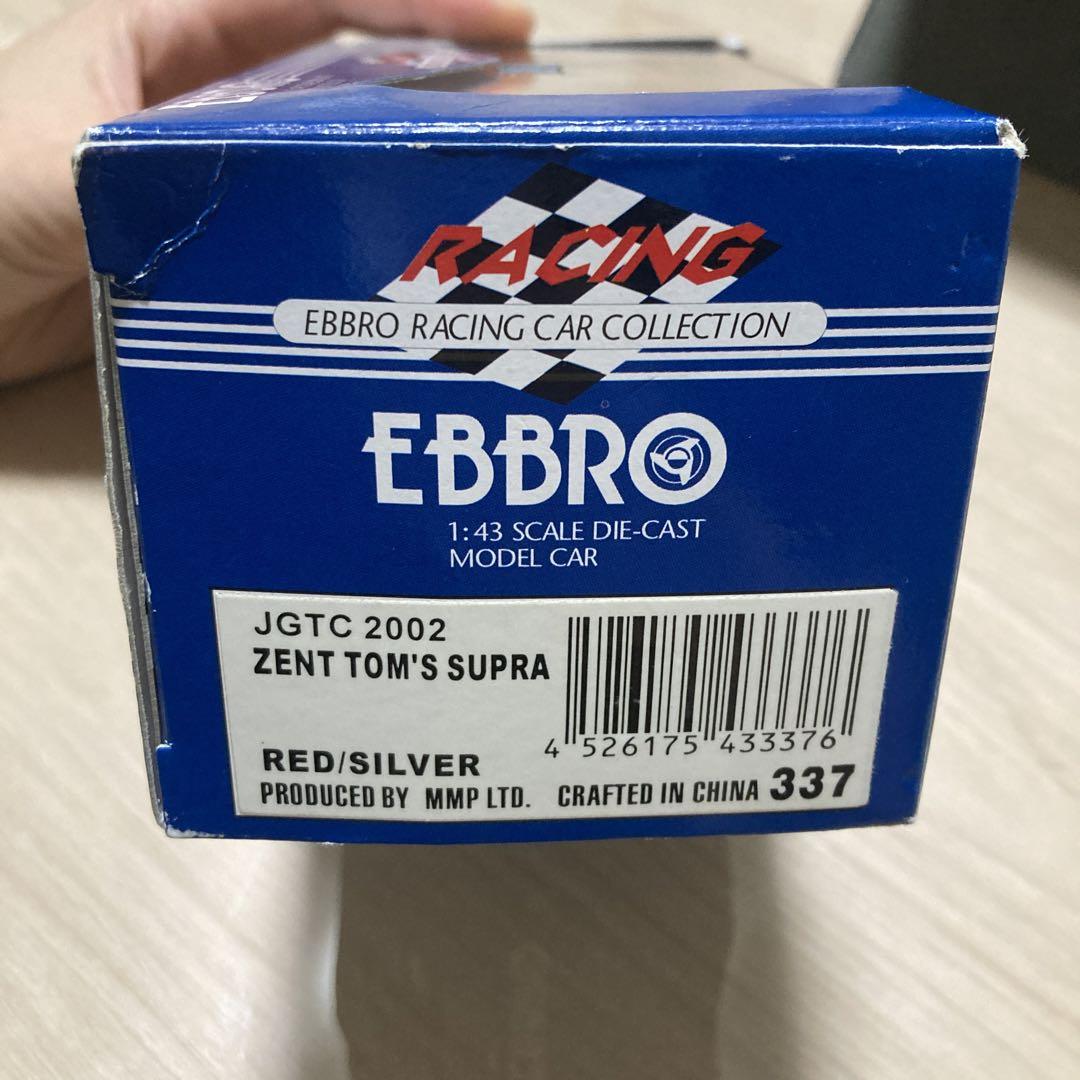 RACING
EBBRO RACING CAR COLLECTION
EBBRO
1:43 SCALE DIE-CAST
MODEL CAR
JGTC 2002
ZENT TOM'S SUPRA
4 526175 433376
RED/SILVER
PRODUCED BY MMP LTD. CRAFTED IN CHINA 337